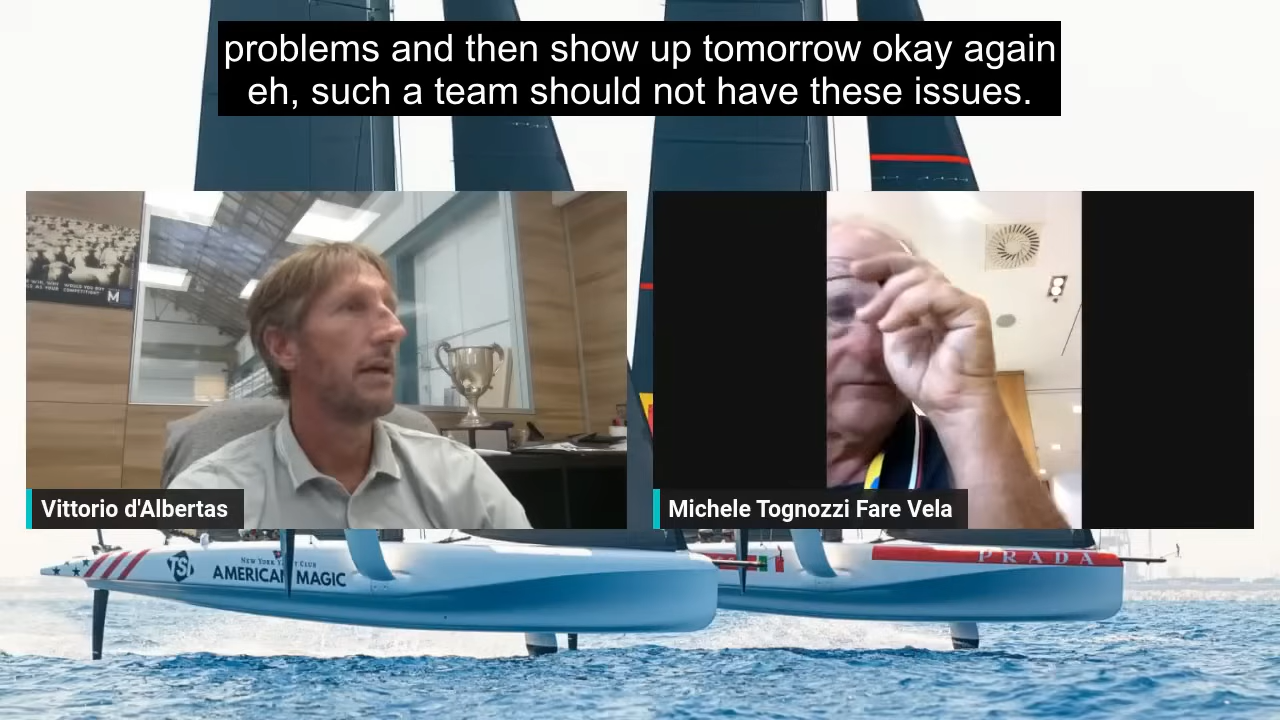 problems and then show up tomorrow okay again
eh, such a team should not have these issues.
M
Vittorio d'Albertas
Michele Tognozzi Fare Vela
NEW YORK YACHT CLUB
AMERICAN MAGIC
PRADA